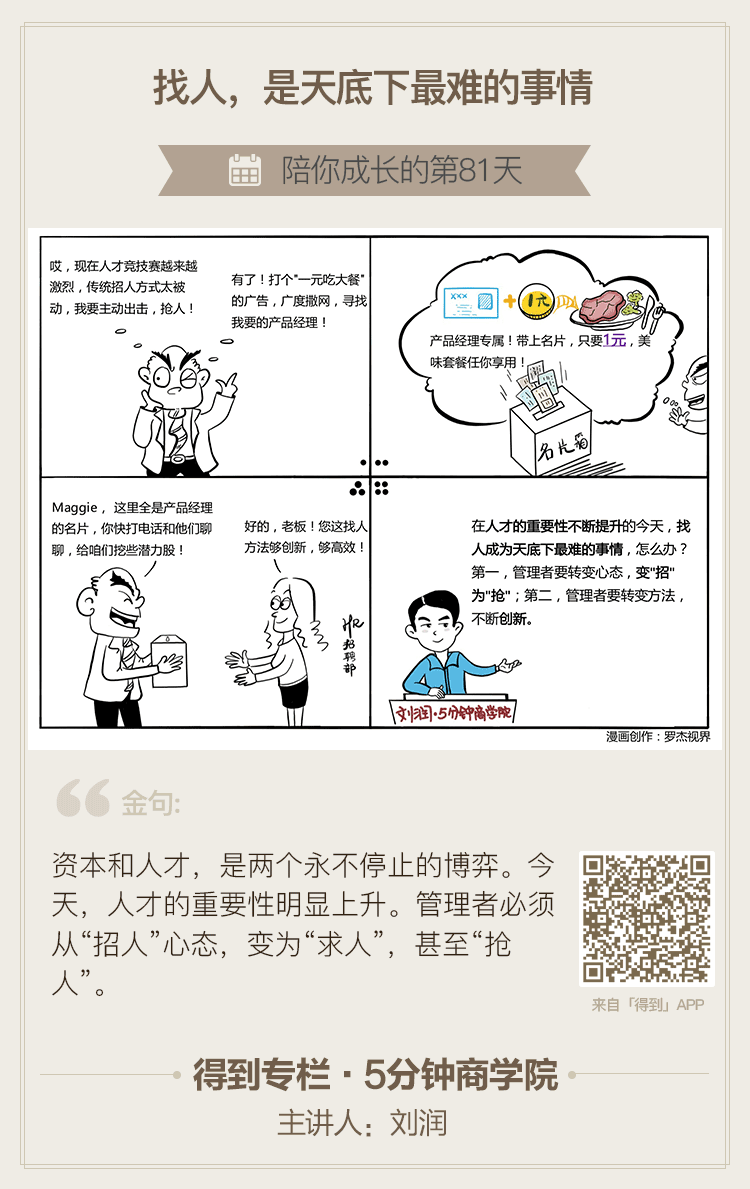 找人，是天底下最难的事情
陪你成长的第81天
哎，现在人才竞技赛越来越
激烈，传统招人方式太被
动，我要主动出击，抢人！
有了！打个"一元吃大餐"
的广告，广度撒网，寻找
我要的产品经理！
xxx
1元
产品经理专属！带上名片，只要1元，美
味套餐任你享用！
名片箱
Maggie， 这里全是产品经理
的名片，你快打电话和他们聊
聊，给咱们挖些潜力股！
好的，老板！您这找人
方法够创新，够高效！
HR
招聘部
在人才的重要性不断提升的今天，找
人成为天底下最难的事情，怎么办？
第一，管理者要转变心态，变"招"
为"抢"；第二，管理者要转变方法，
不断创新。
刘润·5分钟商学院
漫画创作：罗杰视界
金句:
资本和人才，是两个永不停止的博弈。今
天，人才的重要性明显上升。管理者必须
从“招人”心态，变为“求人”，甚至“抢
人”。
来自「得到」APP
得到专栏·5分钟商学院
主讲人：刘润